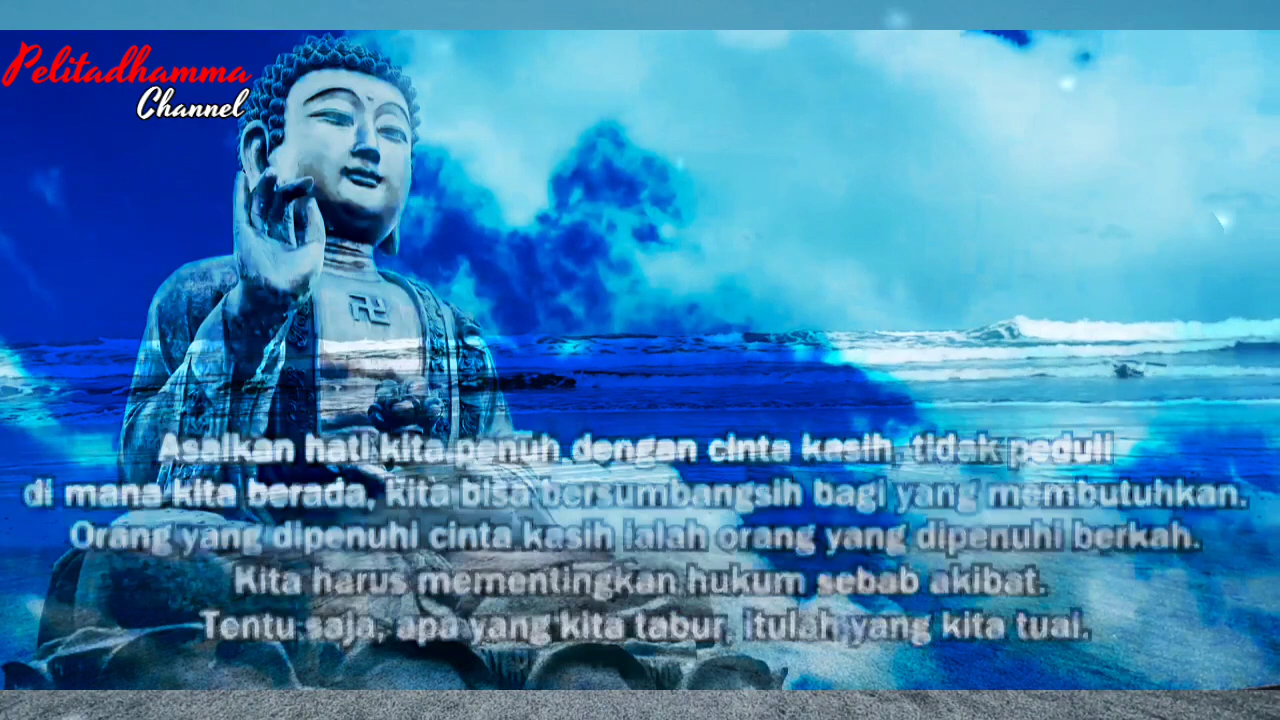 Pelitadhamma
Channel
卍
Asalkan hati kita penuh dengan cinta kasih, tidak peduli
di mana kita berada, kita bisa bersumbangsih bagi yang membutuhkan.
Orang yang dipenuhi cinta kasih ialah orang yang dipenuhi berkah.
Kita harus mementingkan hukum sebab akibat.
Tentu saja, apa yang kita tabur, itulah yang kita tuai.